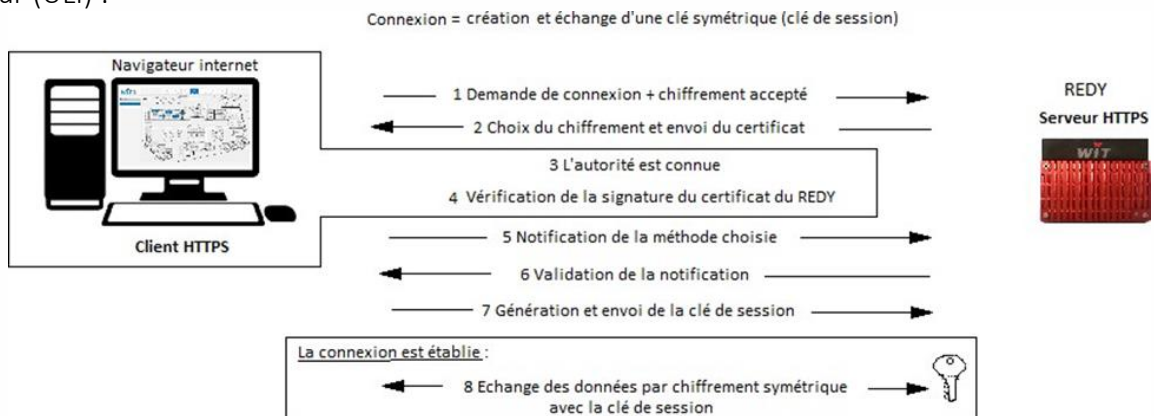 ur (CLI) :
Connexion = création et échange d'une clé symétrique (clé de session)
Navigateur internet
1 Demande de connexion + chiffrement accepté
REDY
2 Choix du chiffrement et envoi du certificat
Serveur HTTPS
WIT
3 L'autorité est connue
4 Vérification de la signature du certificat du REDY
Client HTTPS
5 Notification de la méthode choisie
6 Validation de la notification
7 Génération et envoi de la clé de session
La connexion est établie :
8 Echange des données par chiffrement symétrique
avec la clé de session